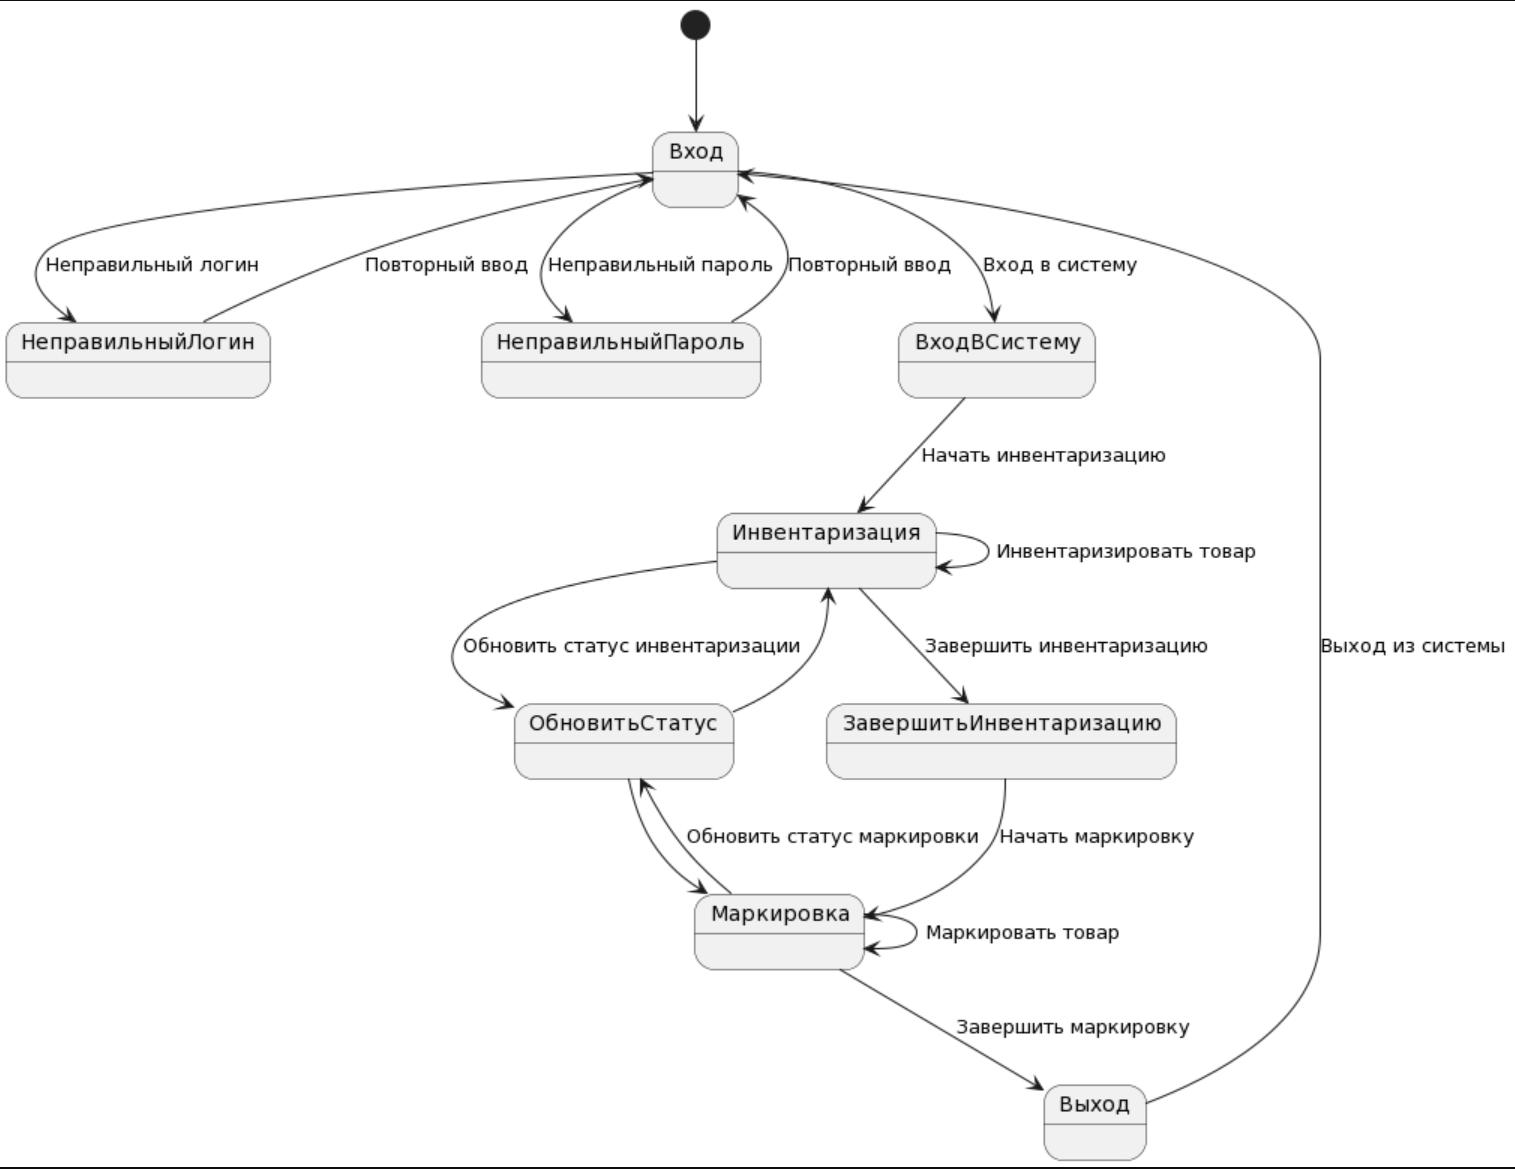 Вход
Неправильный логин
Повторный ввод
Неправильный пароль
Повторный ввод
Вход в систему
НеправильныйЛогин
НеправильныйПароль
ВходВСистему
Начать инвентаризацию
Инвентаризация
Инвентаризировать товар
Обновить статус инвентаризации
Завершить инвентаризацию
Выход из системы
ОбновитьСтатус
ЗавершитьИнвентаризацию
Обновить статус маркировки
Начать маркировку
Маркировка
Маркировать товар
Завершить маркировку
Выход